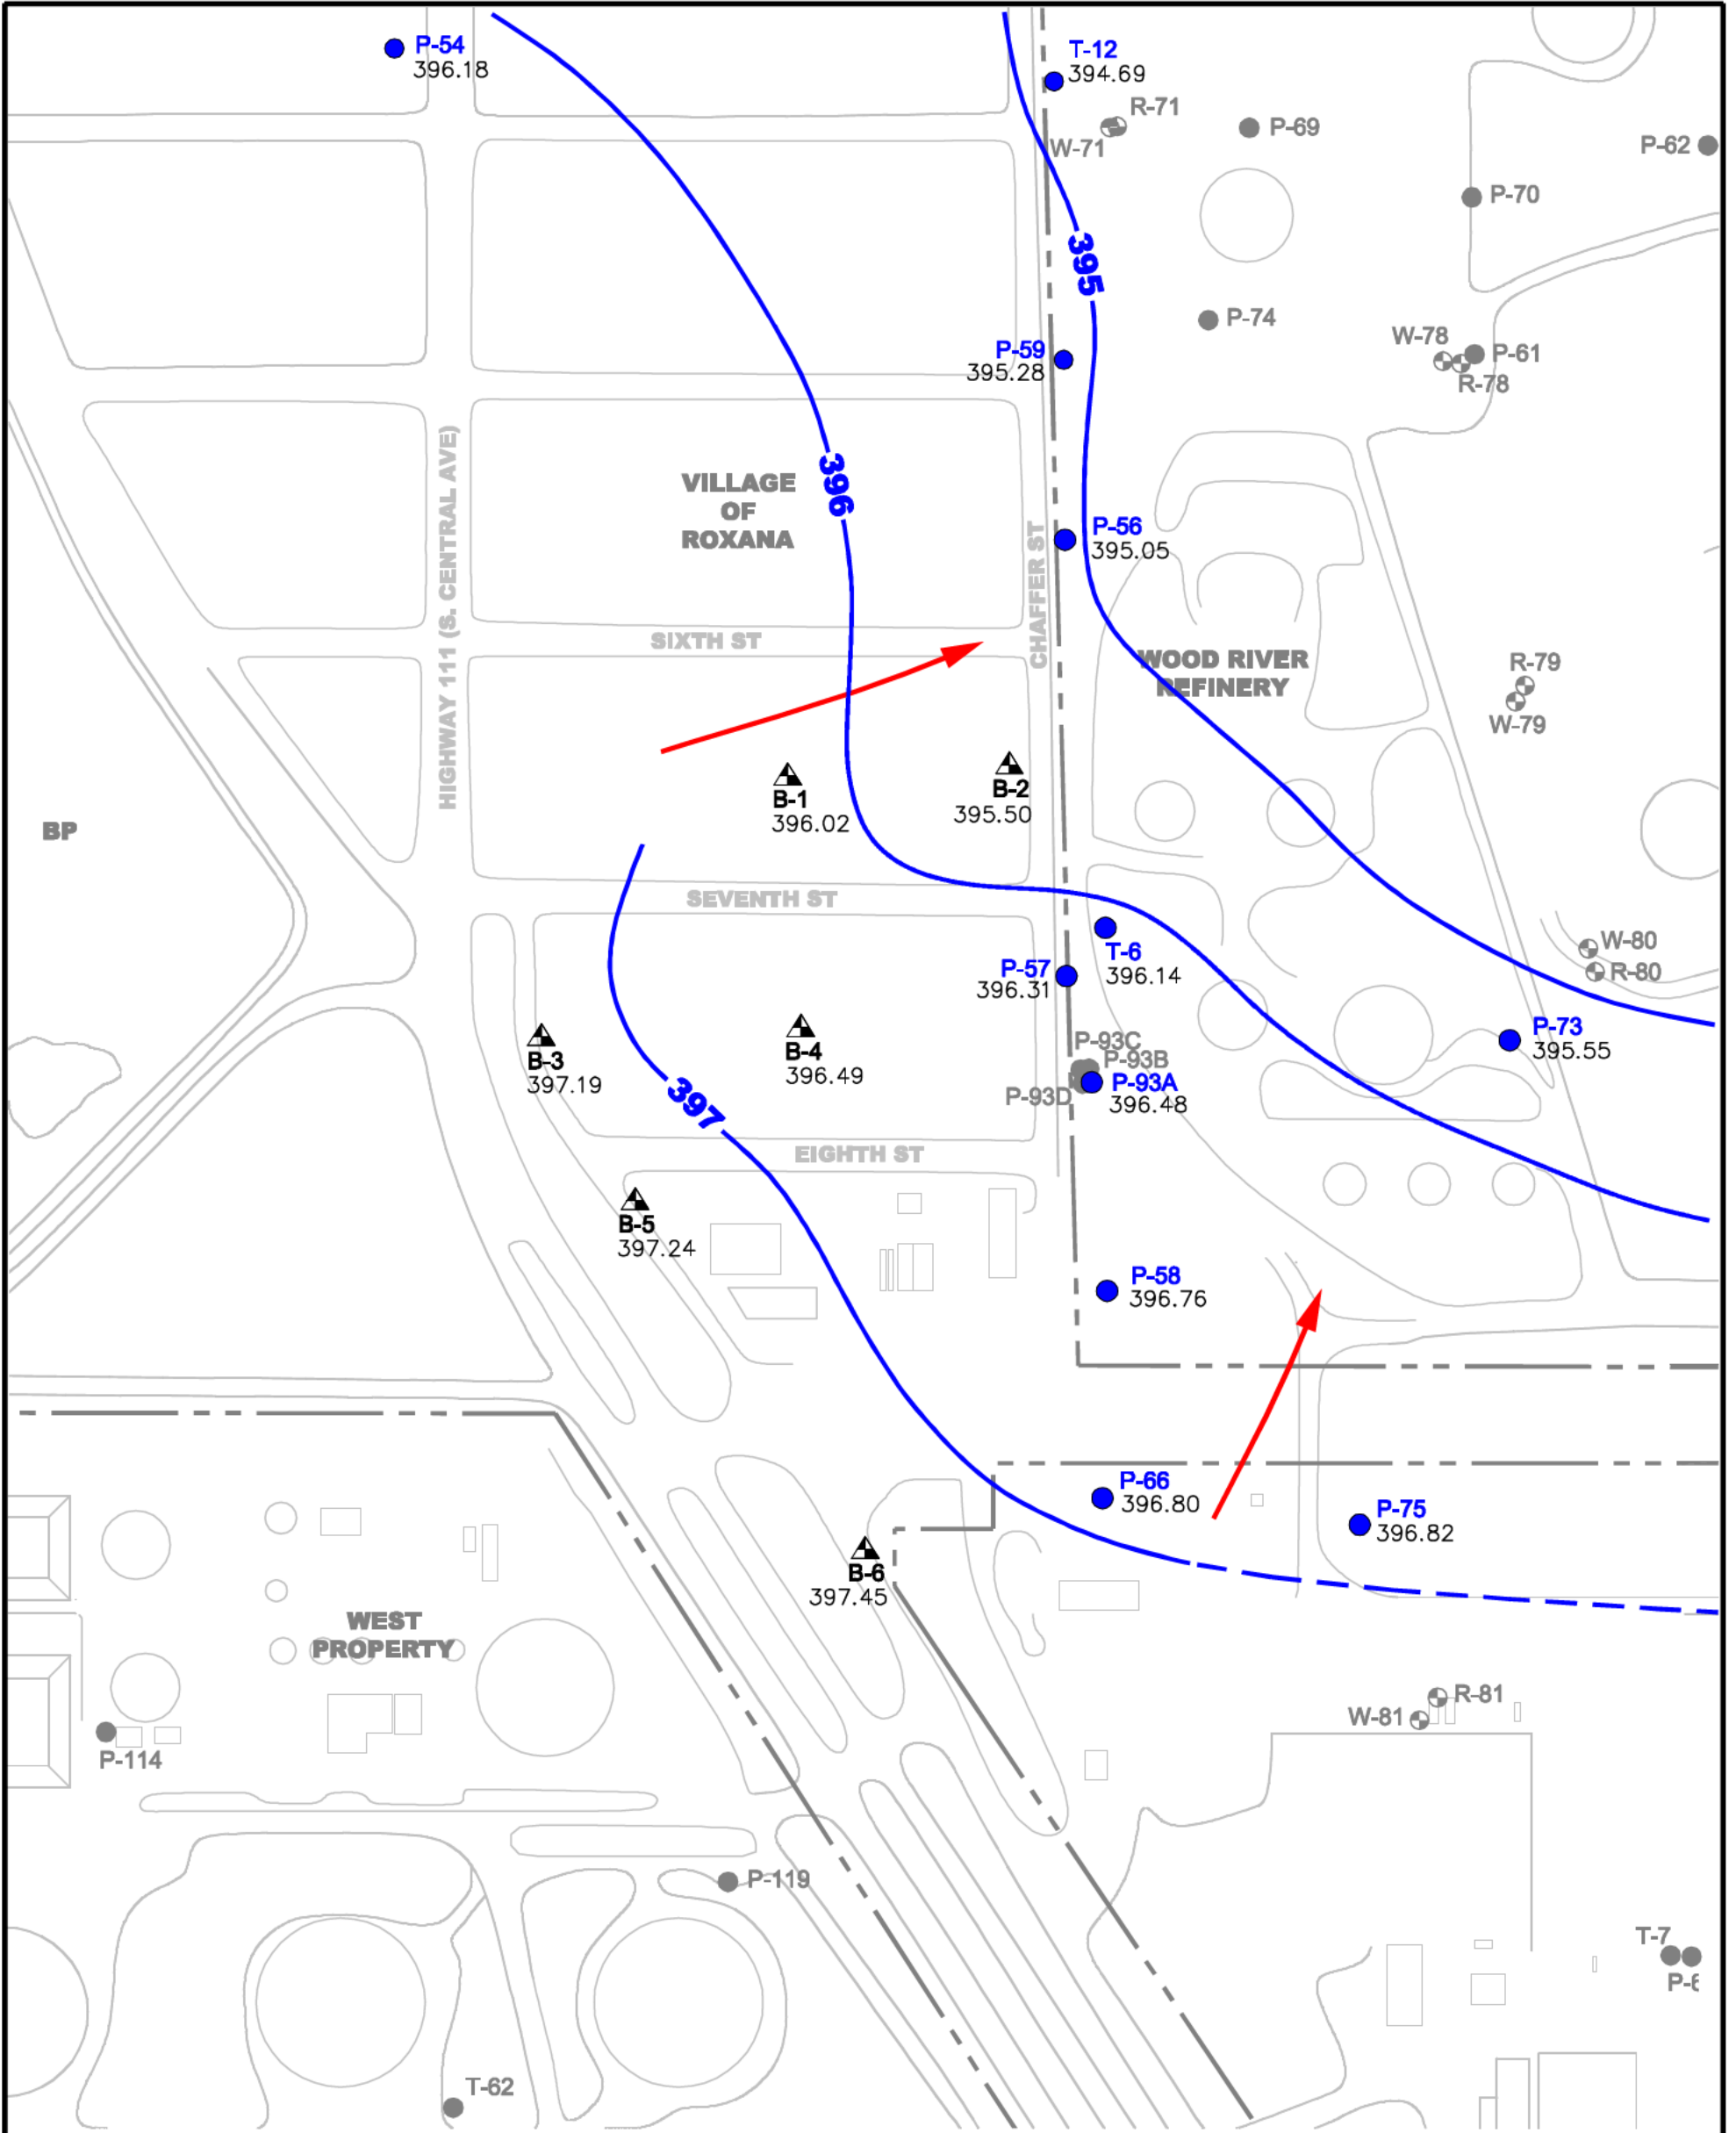 P-54
396.18
T-12
394.69
R-71
W-71
P-69
P-62
P-70
395
P-74
P-59
395.28
W-78
P-61
R-78
396
VILLAGE
OF
ROXANA
P-56
395.05
HIGHWAY 111 (S. CENTRAL AVE)
CHAFFER ST
SIXTH ST
WOOD RIVER
REFINERY
R-79
W-79
B-1
396.02
B-2
395.50
BP
SEVENTH ST
T-6
396.14
P-57
396.31
W-80
R-80
P-73
395.55
B-3
397.19
B-4
396.49
P-93C
P-93B
P-93A
396.48
P-93D
397
EIGHTH ST
B-5
397.24
P-58
396.76
P-66
396.80
P-75
396.82
B-6
397.45
WEST
PROPERTY
R-81
W-81
P-114
P-119
T-7
T-62